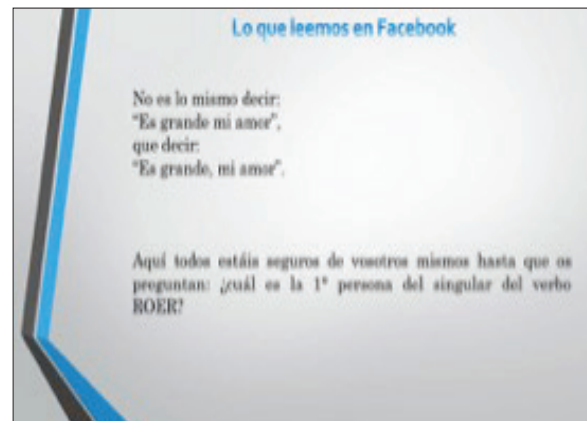 Lo que leemos en Facebook
No es lo mismo decir:
"Es grande mi amor",
que decir:
"Es grande, mi amor".
Aquí todos estáis seguros de vosotros mismos hasta que os
preguntan: ¿cuál es la 1ª persona del singular del verbo
ROER?